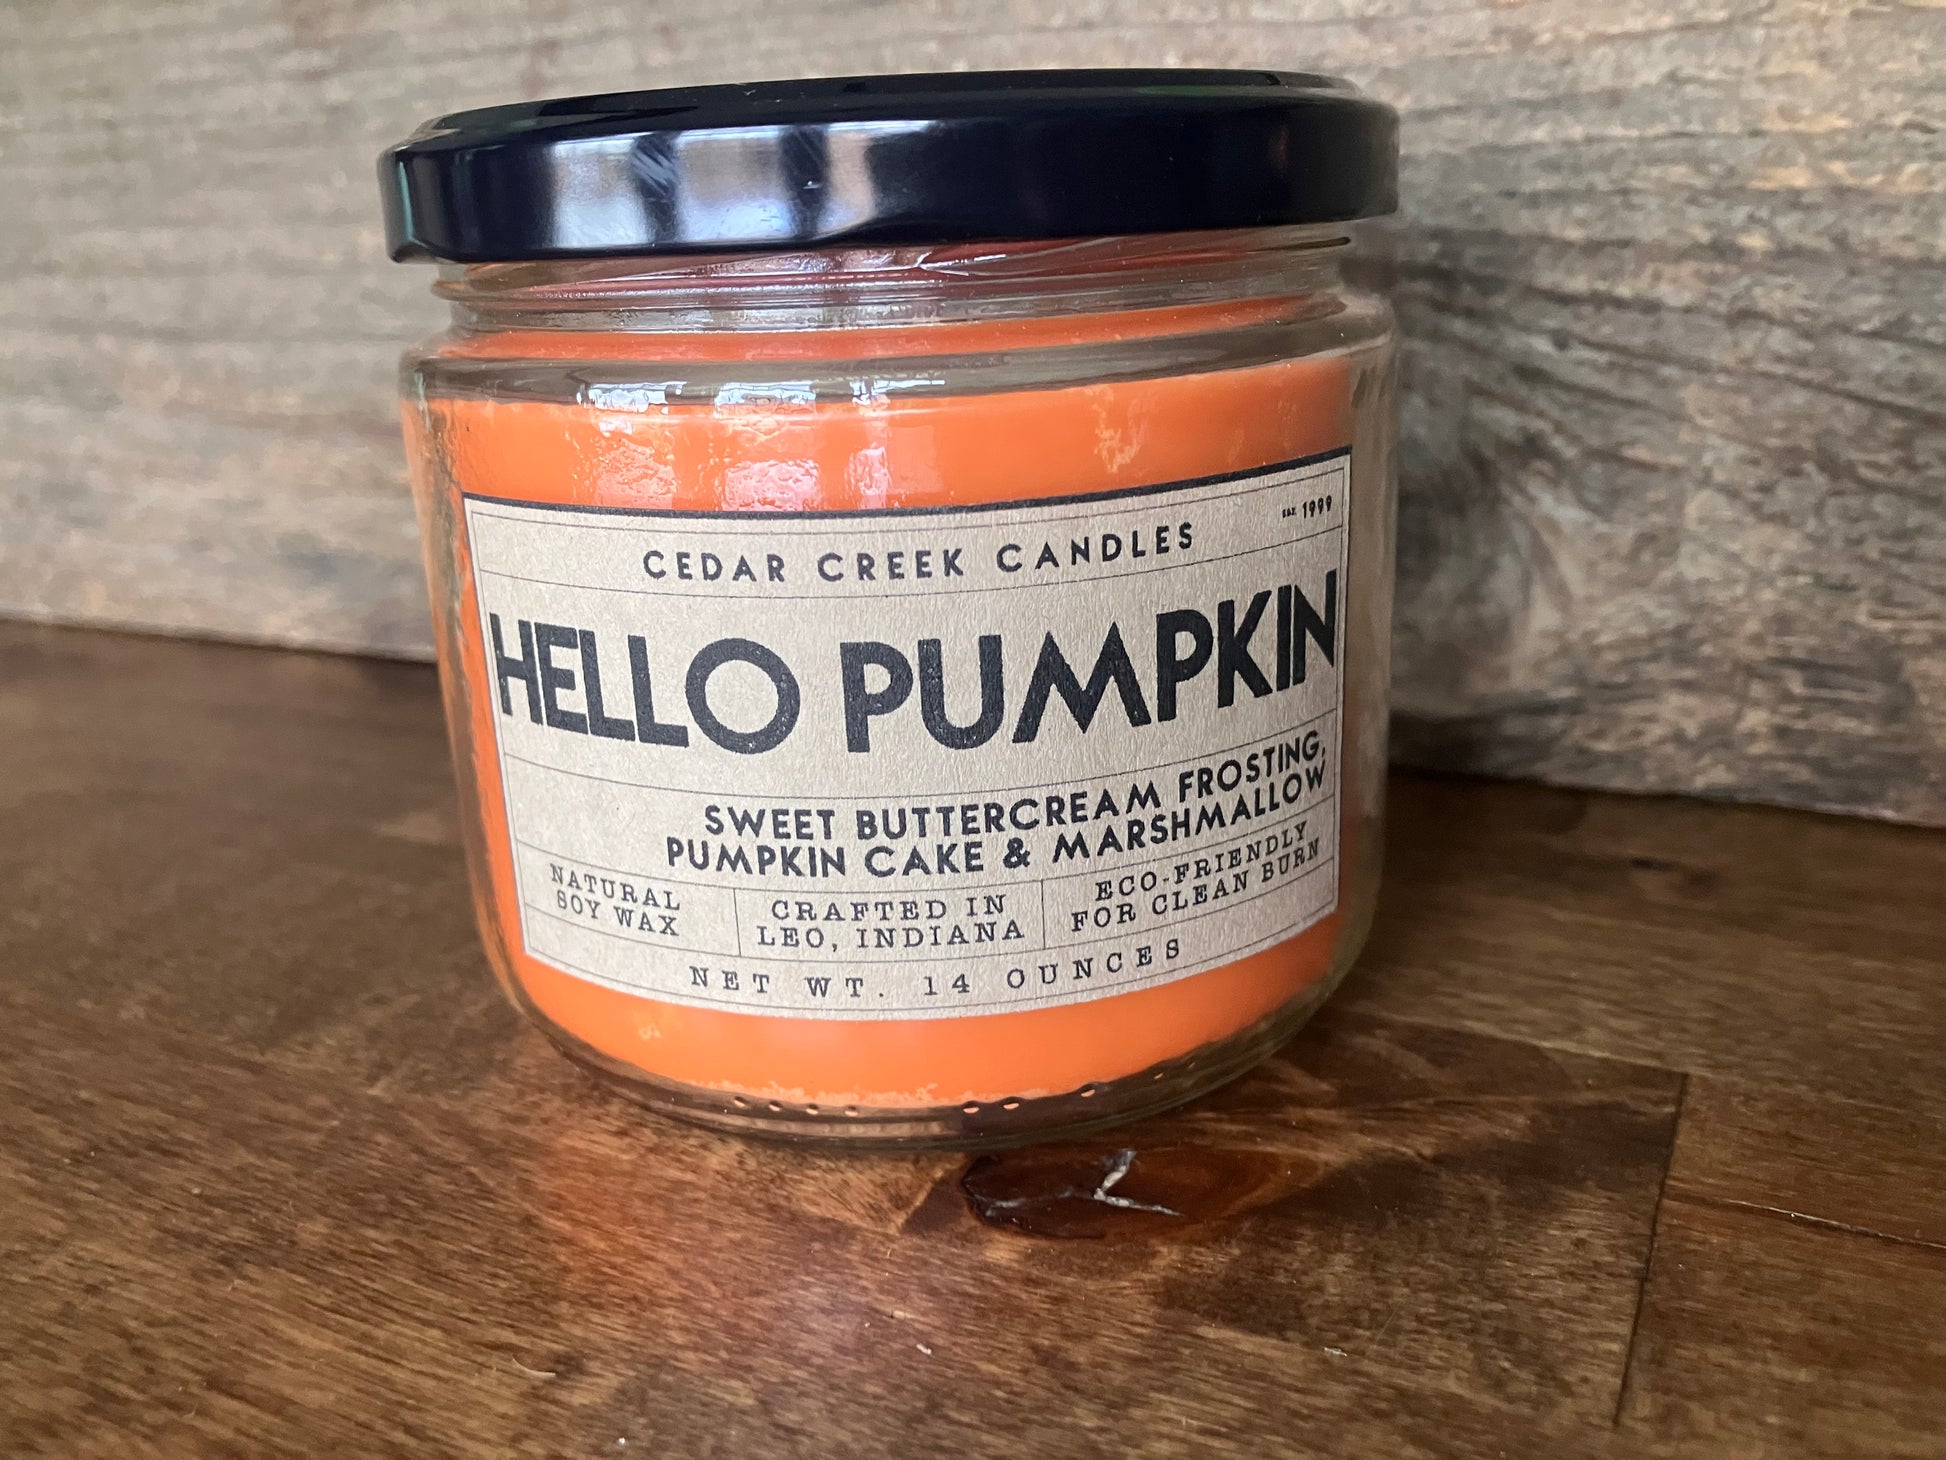 EST. 1999
CEDAR CREEK CANDLES
HELLO PUMPKIN
SWEET BUTTERCREAM FROSTING,
PUMPKIN CAKE & MARSHMALLOW
NATURAL
SOY WAX
CRAFTED IN
LEO, INDIANA
ECO-FRIENDLY
FOR CLEAN BURN
NET WT. 14 OUNCES